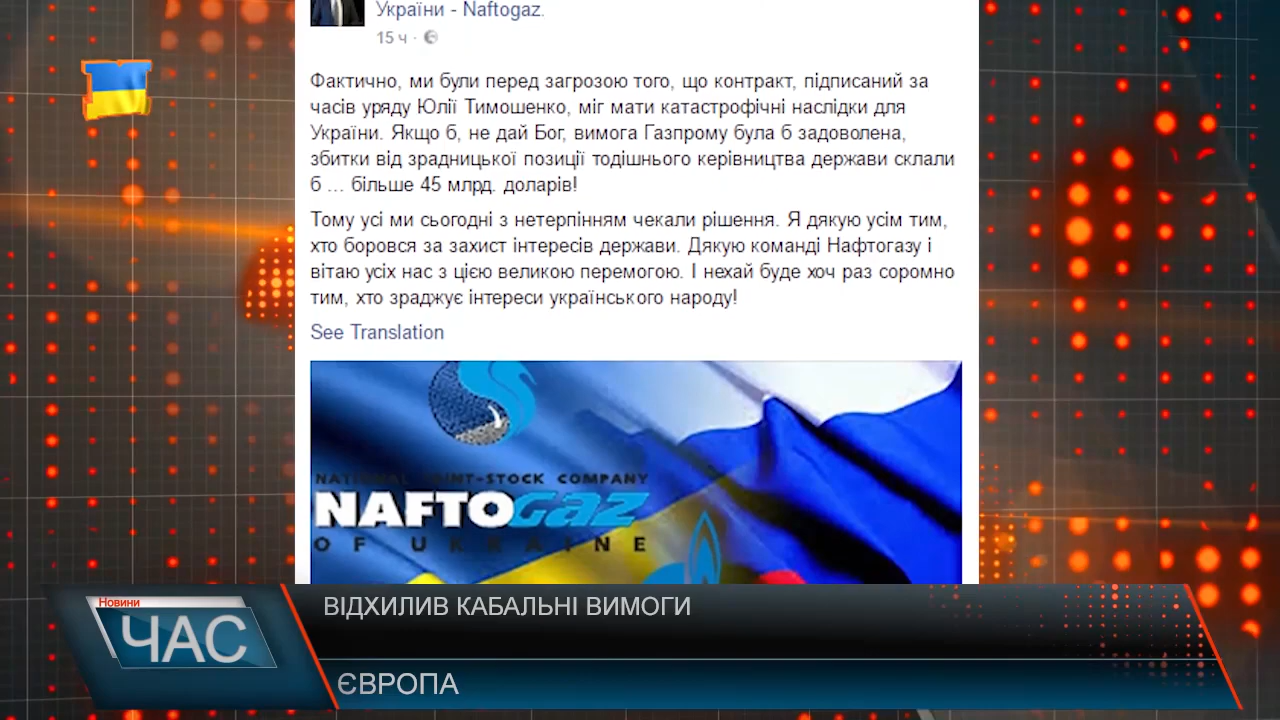 України - Naftogaz.
15 ч ·
Фактично, ми були перед загрозою того, що контракт, підписаний за
часів уряду Юлії Тимошенко, міг мати катастрофічні наслідки для
України. Якщо б, не дай Бог, вимога Газпрому була б задоволена,
збитки від зрадницької позиції тодішнього керівництва держави склали
б ... більше 45 млрд. доларів!
Тому усі ми сьогодні з нетерпінням чекали рішення. Я дякую усім тим,
хто боровся за захист інтересів держави. Дякую команді Нафтогазу і
вітаю усіх нас з цією великою перемогою. І нехай буде хоч раз соромно
тим, хто зраджує інтереси українського народу!
See Translation
NATIONAL JOINT-STOCK COMPANY
NAFTOGAZ
OF UKRAINE
Новини
ЧАС
ВІДХИЛИВ КАБАЛЬНІ ВИМОГИ
ЄВРОПА